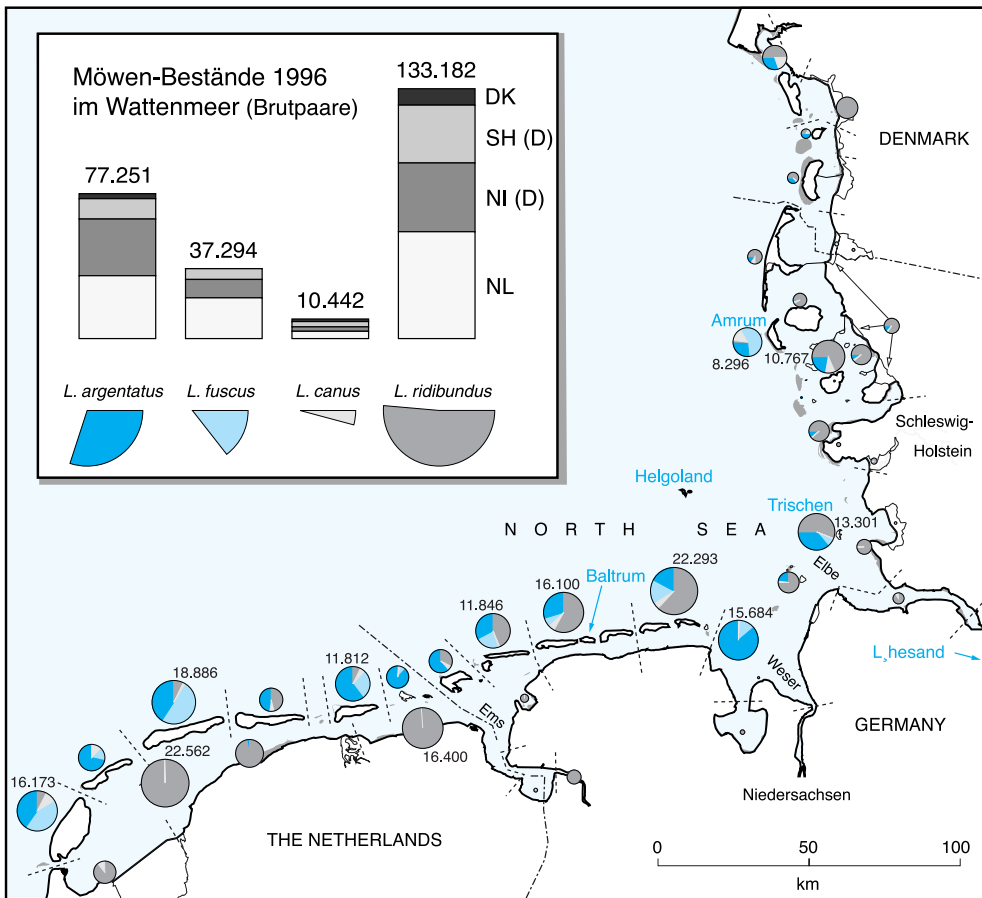 Möwen-Bestände 1996
im Wattenmeer (Brutpaare)
77.251
37.294
10.442
133.182
DK
SH (D)
NI (D)
NL
L. argentatus
L. fuscus
L. canus
L. ridibundus
DENMARK
Amrum
8.296
10.767
Schleswig-
Holstein
Helgoland
NORTH SEA
Trischen
13.301
Elbe
22.293
Baltrum
16.100
11.846
15.684
Weser
L¸hesand
GERMANY
Niedersachsen
11.812
18.886
Ems
22.562
16.400
16.173
THE NETHERLANDS
0 50 100
km